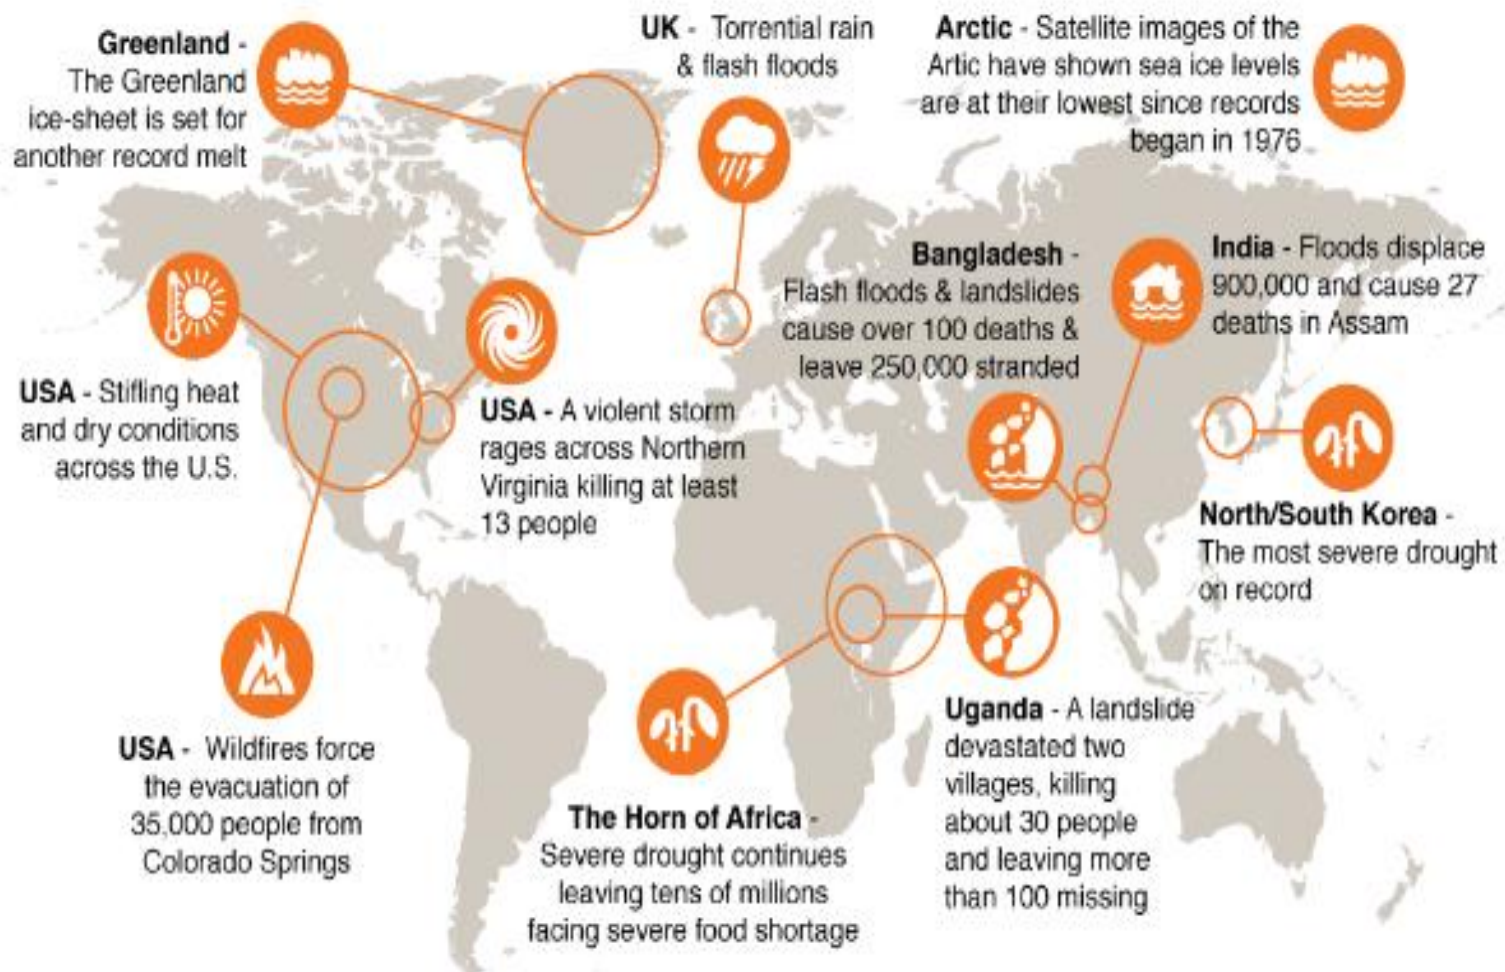 Greenland -
The Greenland
ice-sheet is set for
another record melt
UK - Torrential rain
& flash floods
Arctic - Satellite images of the
Artic have shown sea ice levels
are at their lowest since records
began in 1976
Bangladesh -
Flash floods & landslides
cause over 100 deaths &
leave 250,000 stranded
India - Floods displace
900,000 and cause 27
deaths in Assam
USA - Stifling heat
and dry conditions
across the U.S.
USA - A violent storm
rages across Northern
Virginia killing at least
13 people
North/South Korea -
The most severe drought
on record
USA - Wildfires force
the evacuation of
35,000 people from
Colorado Springs
The Horn of Africa -
Severe drought continues
leaving tens of millions
facing severe food shortage
Uganda - A landslide
devastated two
villages, killing
about 30 people
and leaving more
than 100 missing